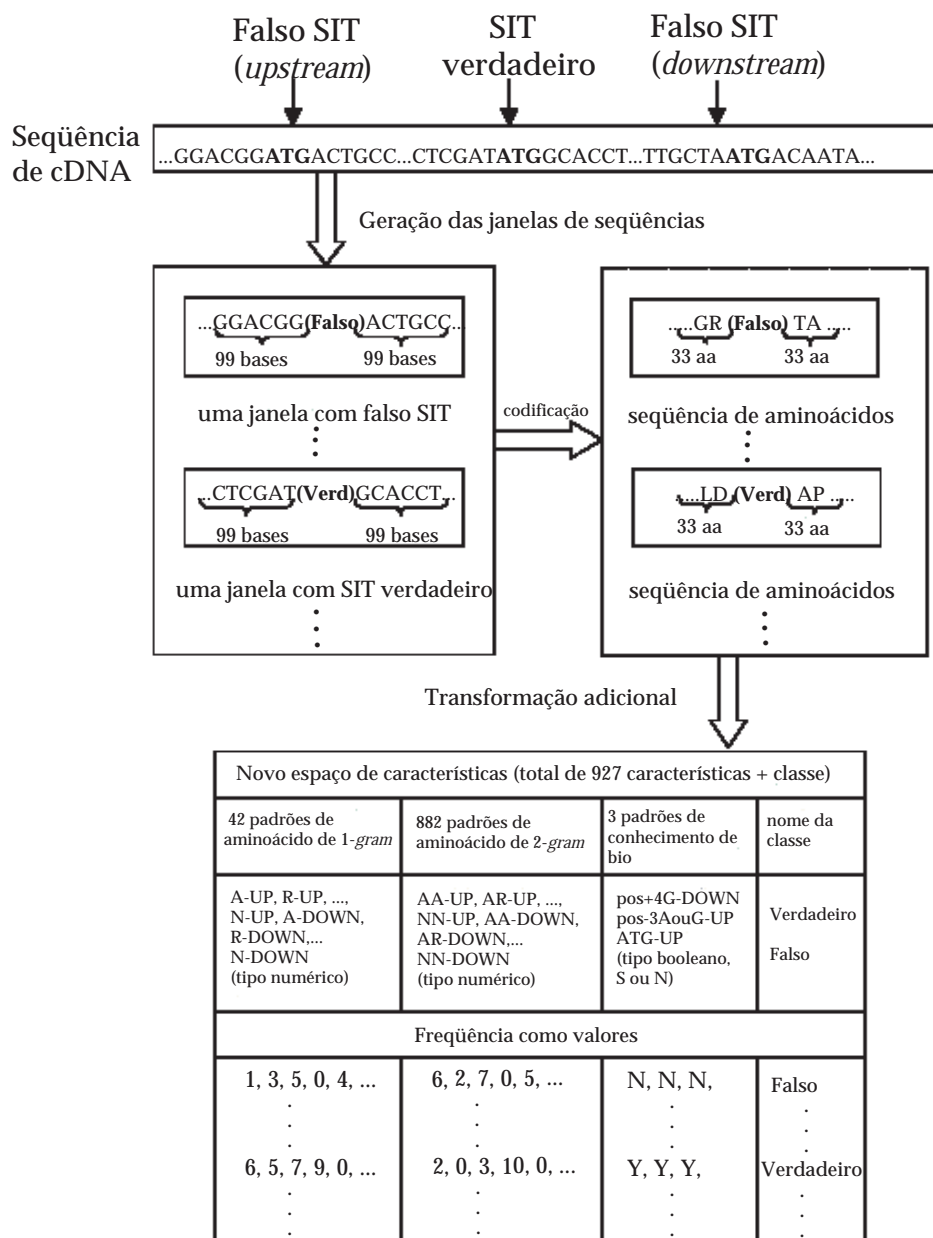 Falso SIT
(upstream)
SIT
verdadeiro
Falso SIT
(downstream)
Seqüência
de cDNA
...GGACGGATGACTGCC...CTCGATATGGCACCT...TTGCTAATGACAATA...
Geração das janelas de seqüências
...GGACGG(Falso)ACTGCC...
99 bases 99 bases
uma janela com falso SIT
...CTCGAT(Verd)GCACCT...
99 bases 99 bases
uma janela com SIT verdadeiro
codificação
.....GR (Falso) TA .....
33 aa 33 aa
seqüência de aminoácidos
.....LD (Verd) AP .....
33 aa 33 aa
seqüência de aminoácidos
Transformação adicional
Novo espaço de características (total de 927 características + classe)
42 padrões de
aminoácido de 1-gram
882 padrões de
aminoácido de 2-gram
3 padrões de
conhecimento de
bio
nome da
classe
A-UP, R-UP, ...,
N-UP, A-DOWN,
R-DOWN,...
N-DOWN
(tipo numérico)
AA-UP, AR-UP, ...,
NN-UP, AA-DOWN,
AR-DOWN,...
NN-DOWN
(tipo numérico)
pos+4G-DOWN
pos-3AouG-UP
ATG-UP
(tipo booleano,
S ou N)
Verdadeiro
Falso
Freqüência como valores
1, 3, 5, 0, 4, ...
6, 2, 7, 0, 5, ...
N, N, N,
Falso
6, 5, 7, 9, 0, ...
2, 0, 3, 10, 0, ...
Y, Y, Y,
Verdadeiro